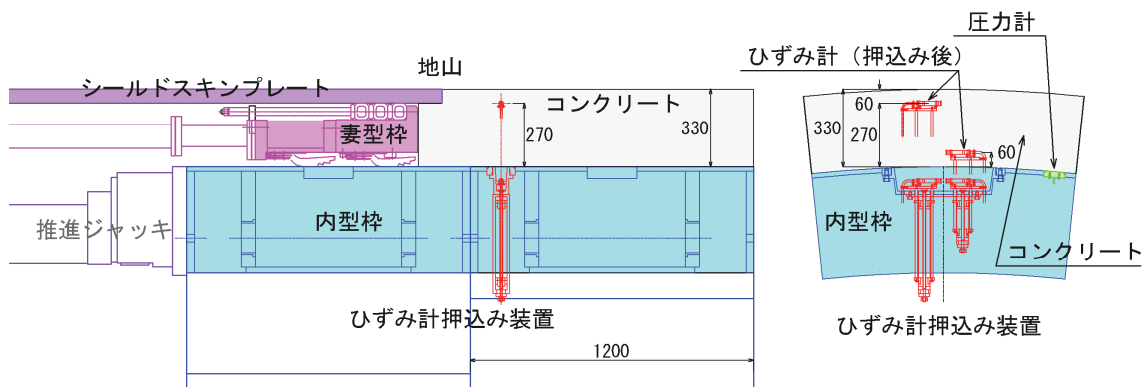 圧力計
ひずみ計（押込み後）
地山
シールドスキンプレート
コンクリート
妻型枠
270
330
60
330
270
60
推進ジャッキ
内型枠
内型枠
コンクリート
ひずみ計押込み装置
ひずみ計押込み装置
1200